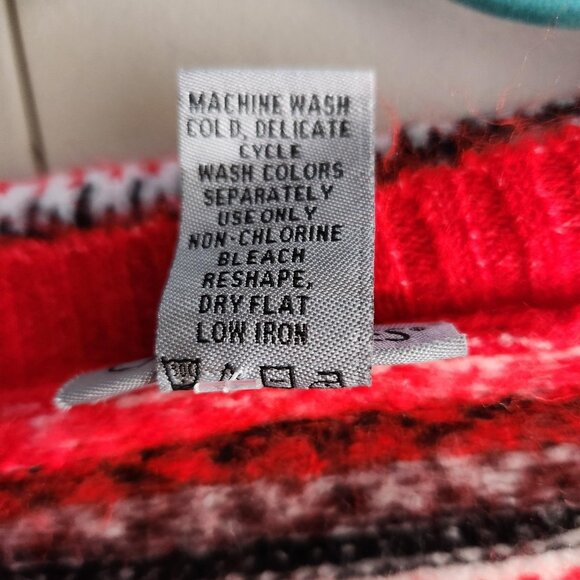 MACHINE WASH
COLD, DELICATE
CYCLE
WASH COLORS
SEPARATELY
USE ONLY
NON-CHLORINE
BLEACH
RESHAPE,
DRY FLAT
LOW IRON